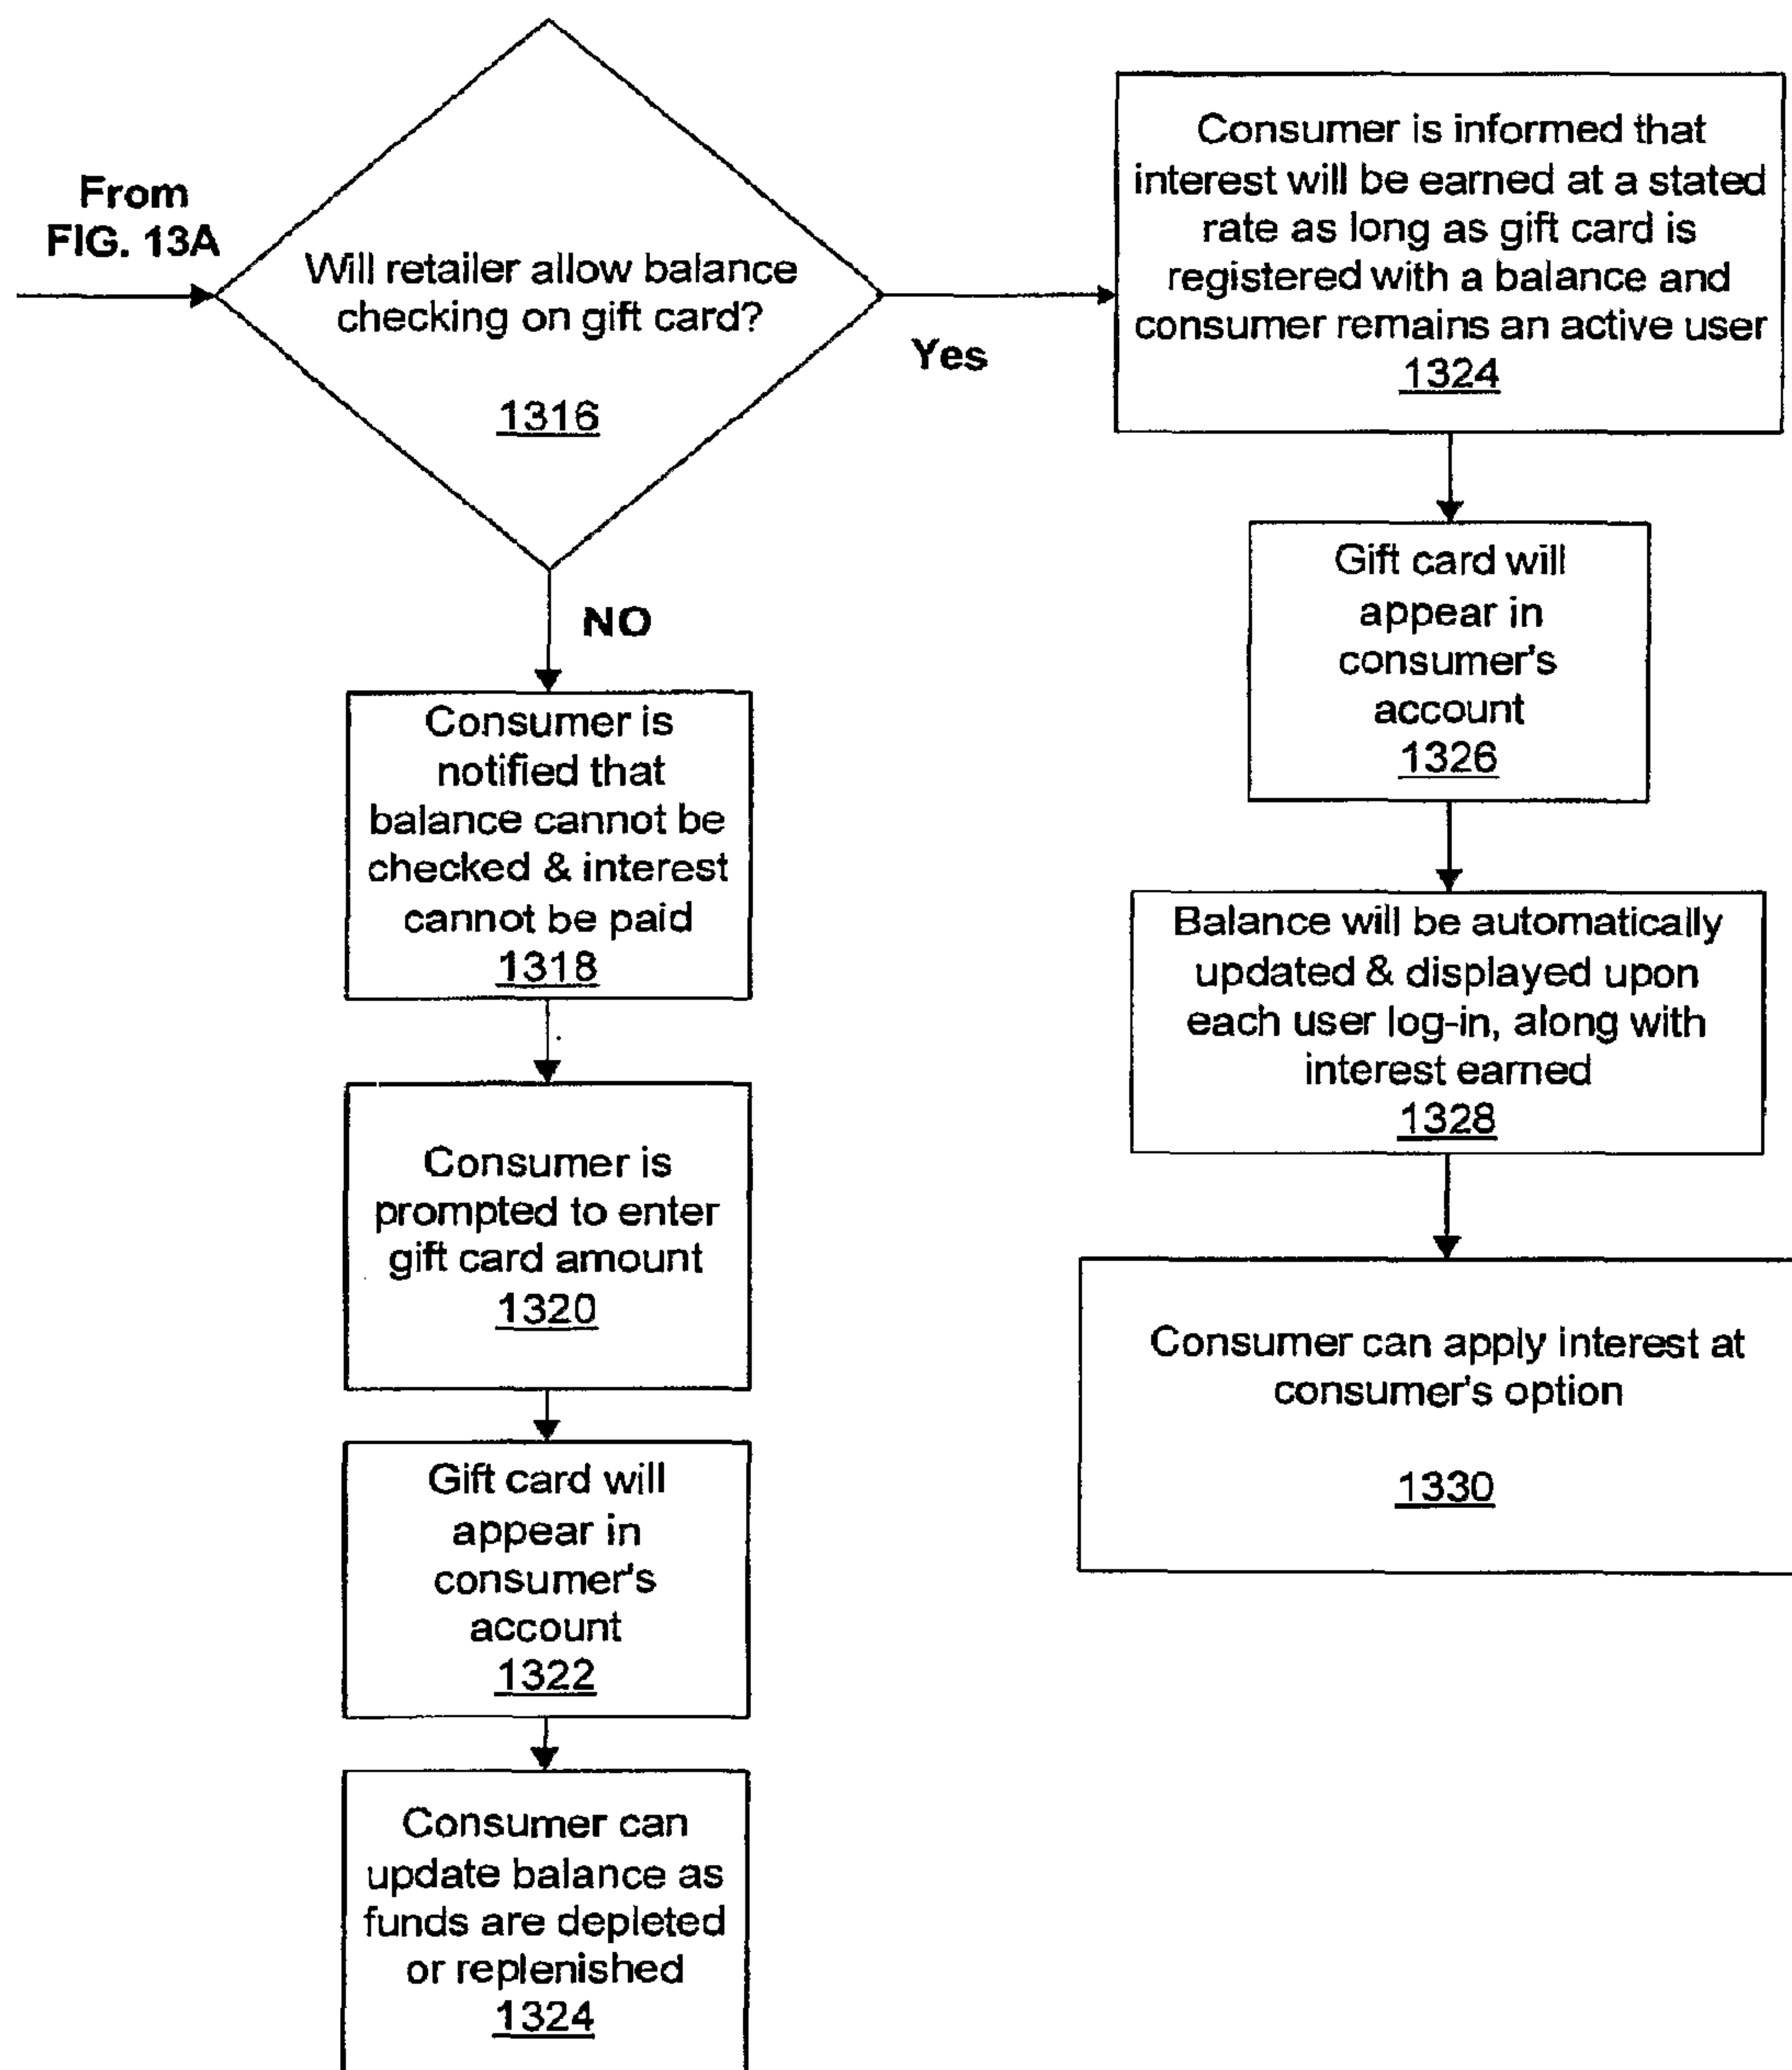 From
FIG. 13A
Will retailer allow balance
checking on gift card?
1316
Yes
NO
Consumer is
notified that
balance cannot be
checked & interest
cannot be paid
1318
Consumer is
prompted to enter
gift card amount
1320
Gift card will
appear in
consumer's
account
1322
Consumer can
update balance as
funds are depleted
or replenished
1324
Consumer is informed that
interest will be earned at a stated
rate as long as gift card is
registered with a balance and
consumer remains an active user
1324
Gift card will
appear in
consumer's
account
1326
Balance will be automatically
updated & displayed upon
each user log-in, along with
interest earned
1328
Consumer can apply interest at
consumer's option
1330